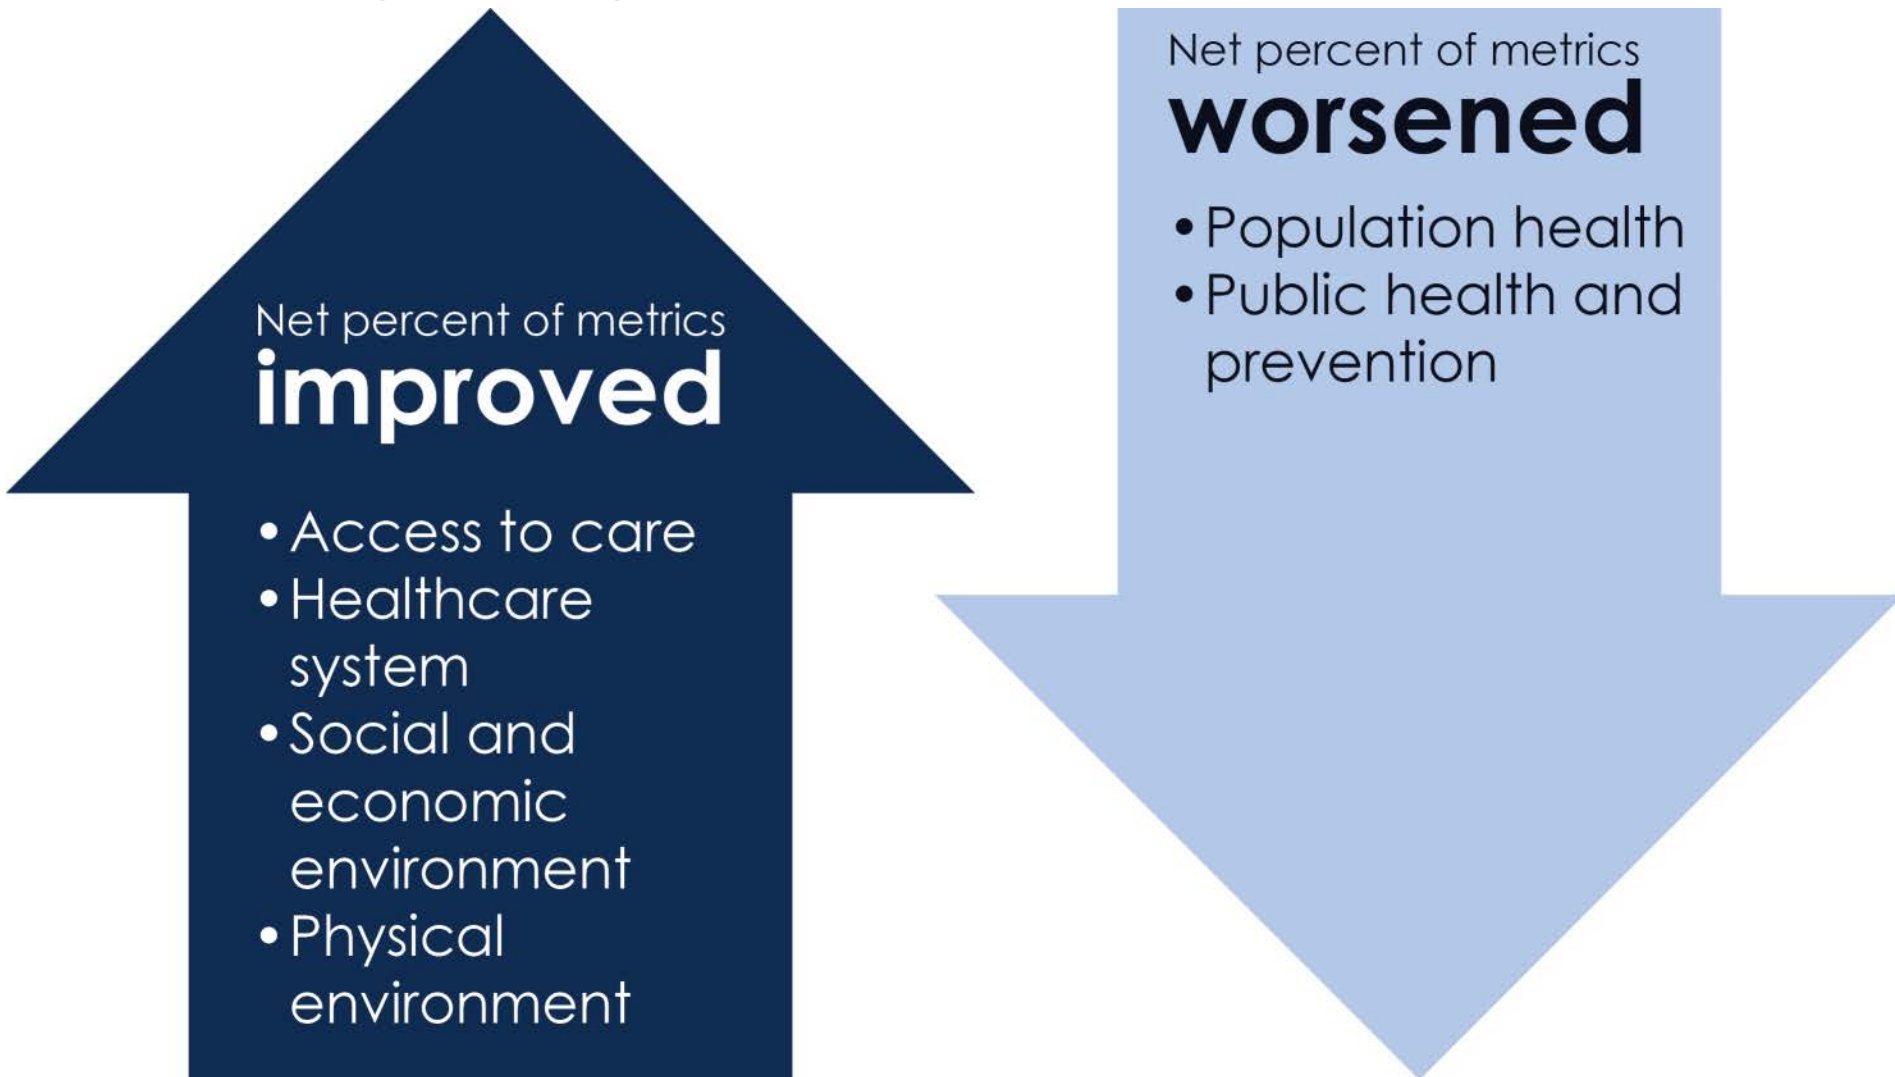 Net percent of metrics
improved
• Access to care
• Healthcare
system
• Social and
economic
environment
• Physical
environment
Net percent of metrics
worsened
• Population health
• Public health and
prevention